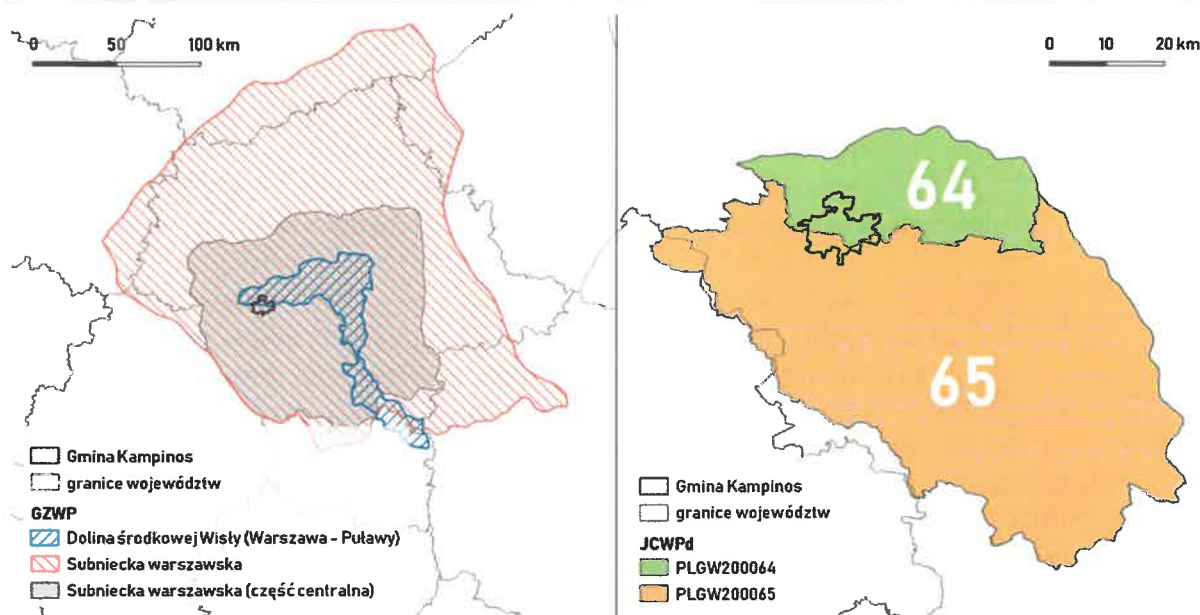 0 50 100 km
Gmina Kampinos
granice województw
GZWP
Dolina środkowej Wisły (Warszawa - Puławy)
Subniecka warszawska
Subniecka warszawska (część centralna)
0 10 20 km
64
65
Gmina Kampinos
granice województw
JCWPd
PLGW200064
PLGW200065